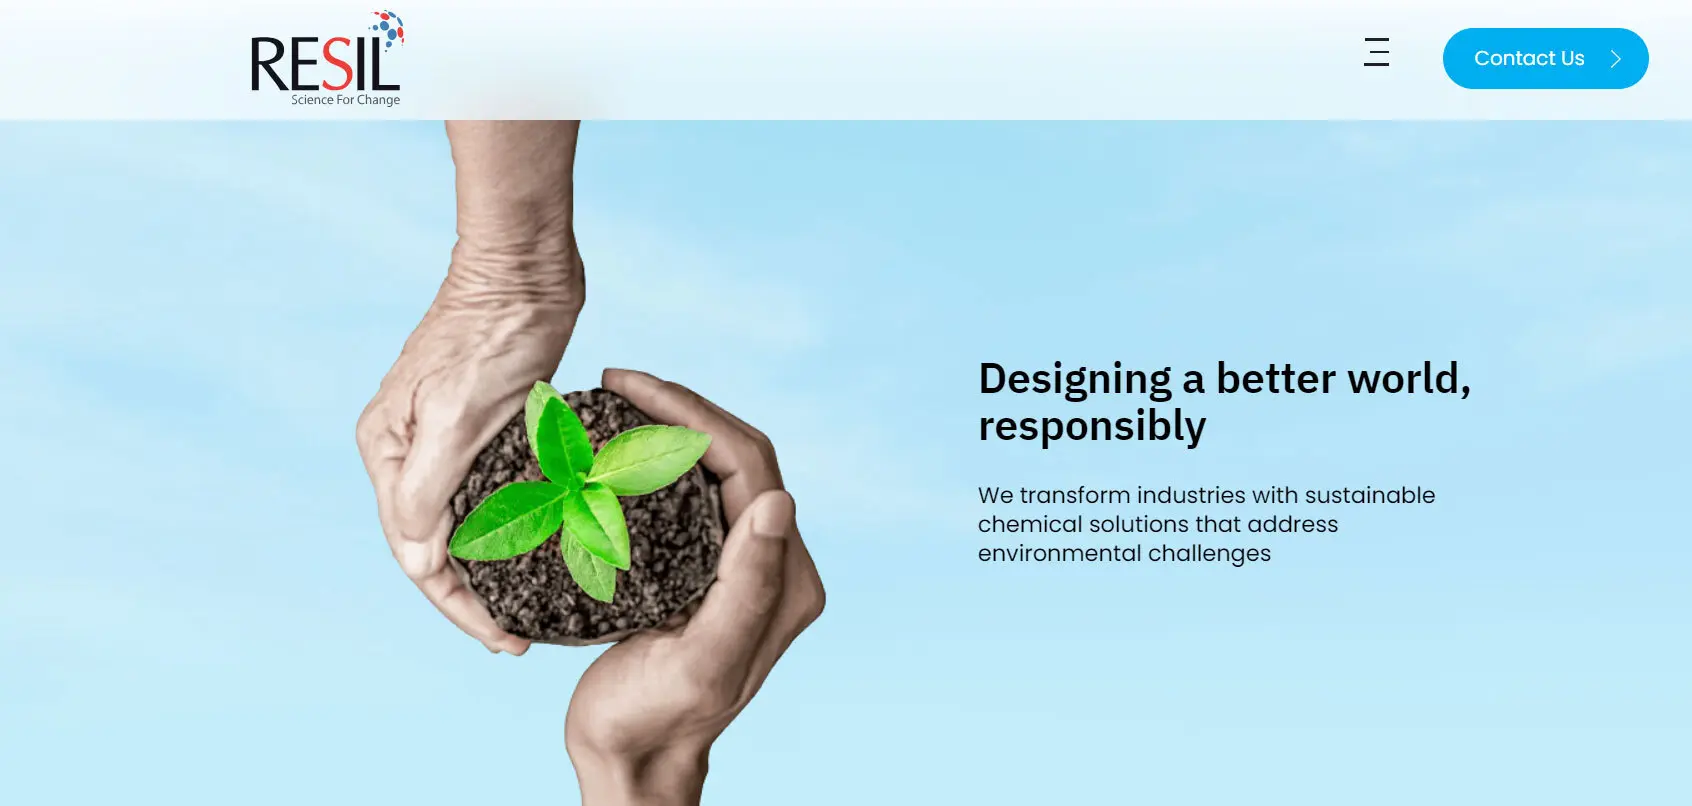 RESIL
Science For Change
Contact Us
Designing a better world,
responsibly
We transform industries with sustainable
chemical solutions that address
environmental challenges